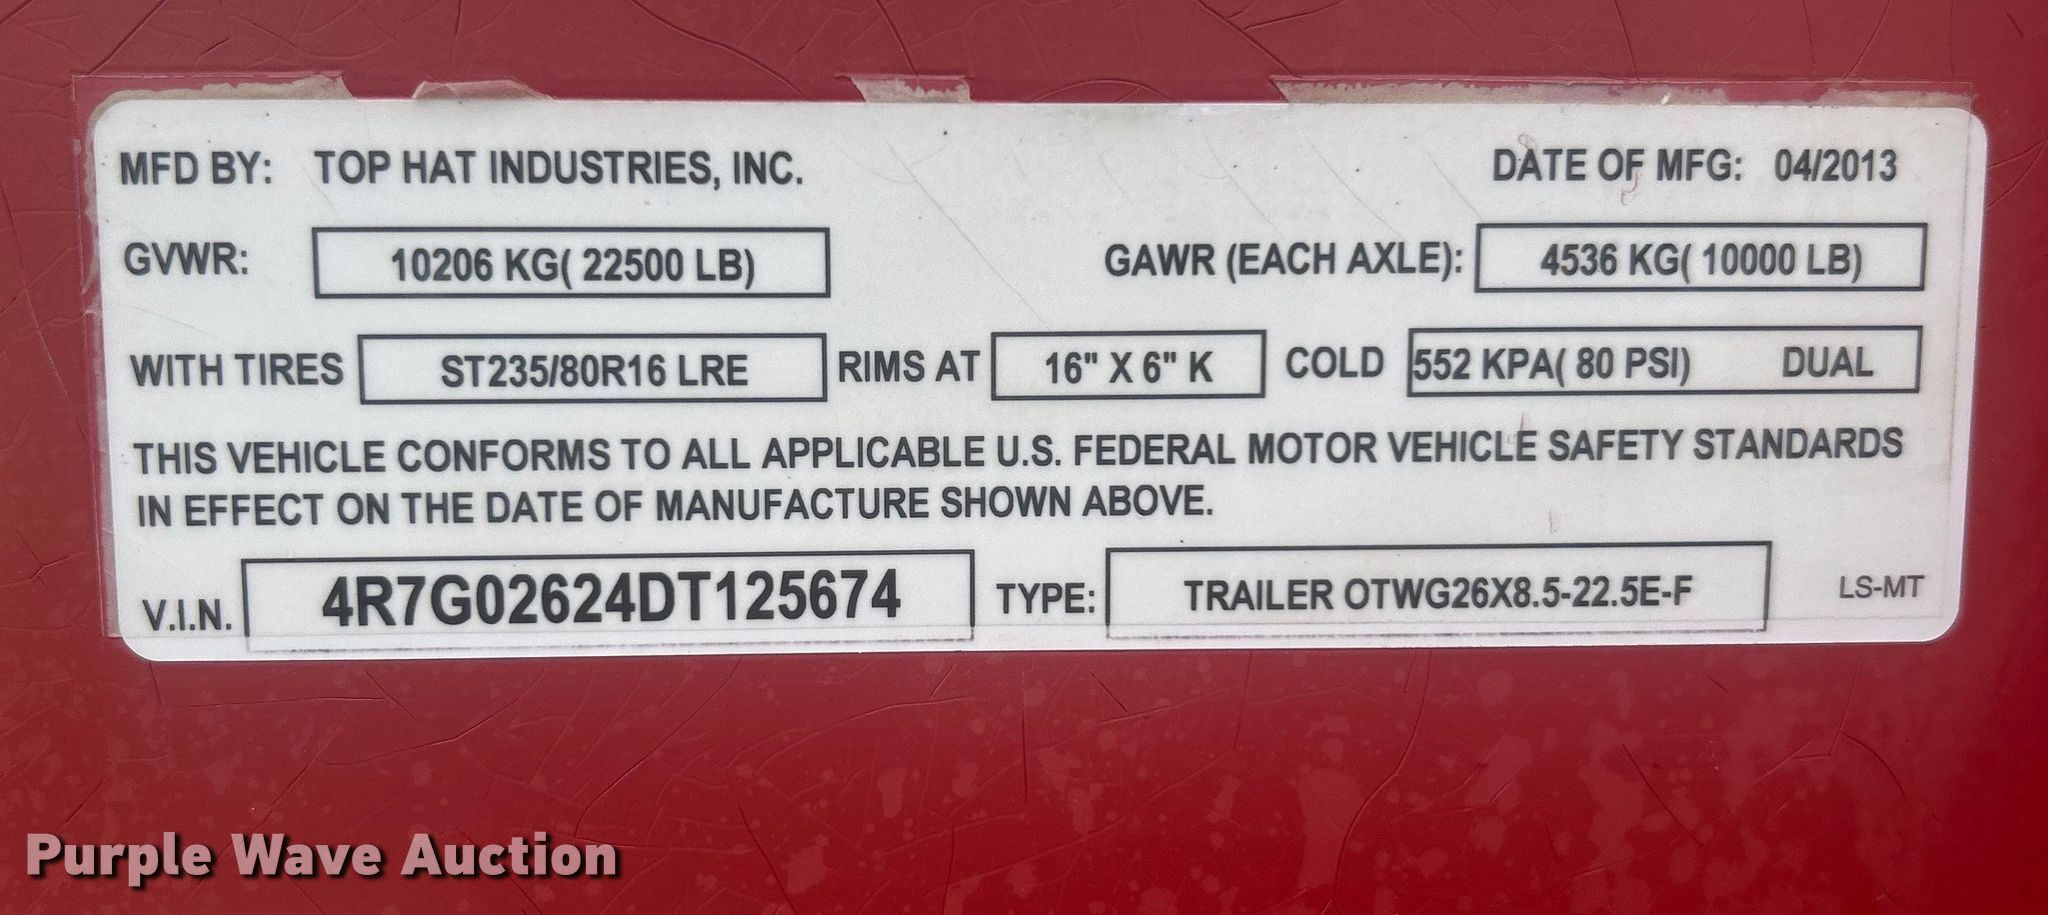 MFD BY: TOP HAT INDUSTRIES, INC. DATE OF MFG: 04/2013
GVWR: 10206 KG( 22500 LB) GAWR (EACH AXLE): 4536 KG( 10000 LB)
WITH TIRES ST235/80R16 LRE RIMS AT 16" X 6" K COLD 552 KPA( 80 PSI) DUAL
THIS VEHICLE CONFORMS TO ALL APPLICABLE U.S. FEDERAL MOTOR VEHICLE SAFETY STANDARDS
IN EFFECT ON THE DATE OF MANUFACTURE SHOWN ABOVE.
V.I.N. 4R7G02624DT125674 TYPE: TRAILER OTWG26X8.5-22.5E-F LS-MT
Purple Wave Auction